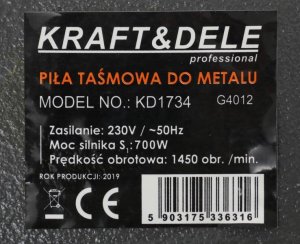 KRAFT&DELE
professional
PIŁA TAŚMOWA DO METALU
MODEL NO.: KD1734 G4012
Zasilanie: 230V / ~50Hz
Moc silnika S₁: 700W
Prędkość obrotowa: 1450 obr. /min.
ROK PRODUKCJI: 2019
CE
5 903175 336316